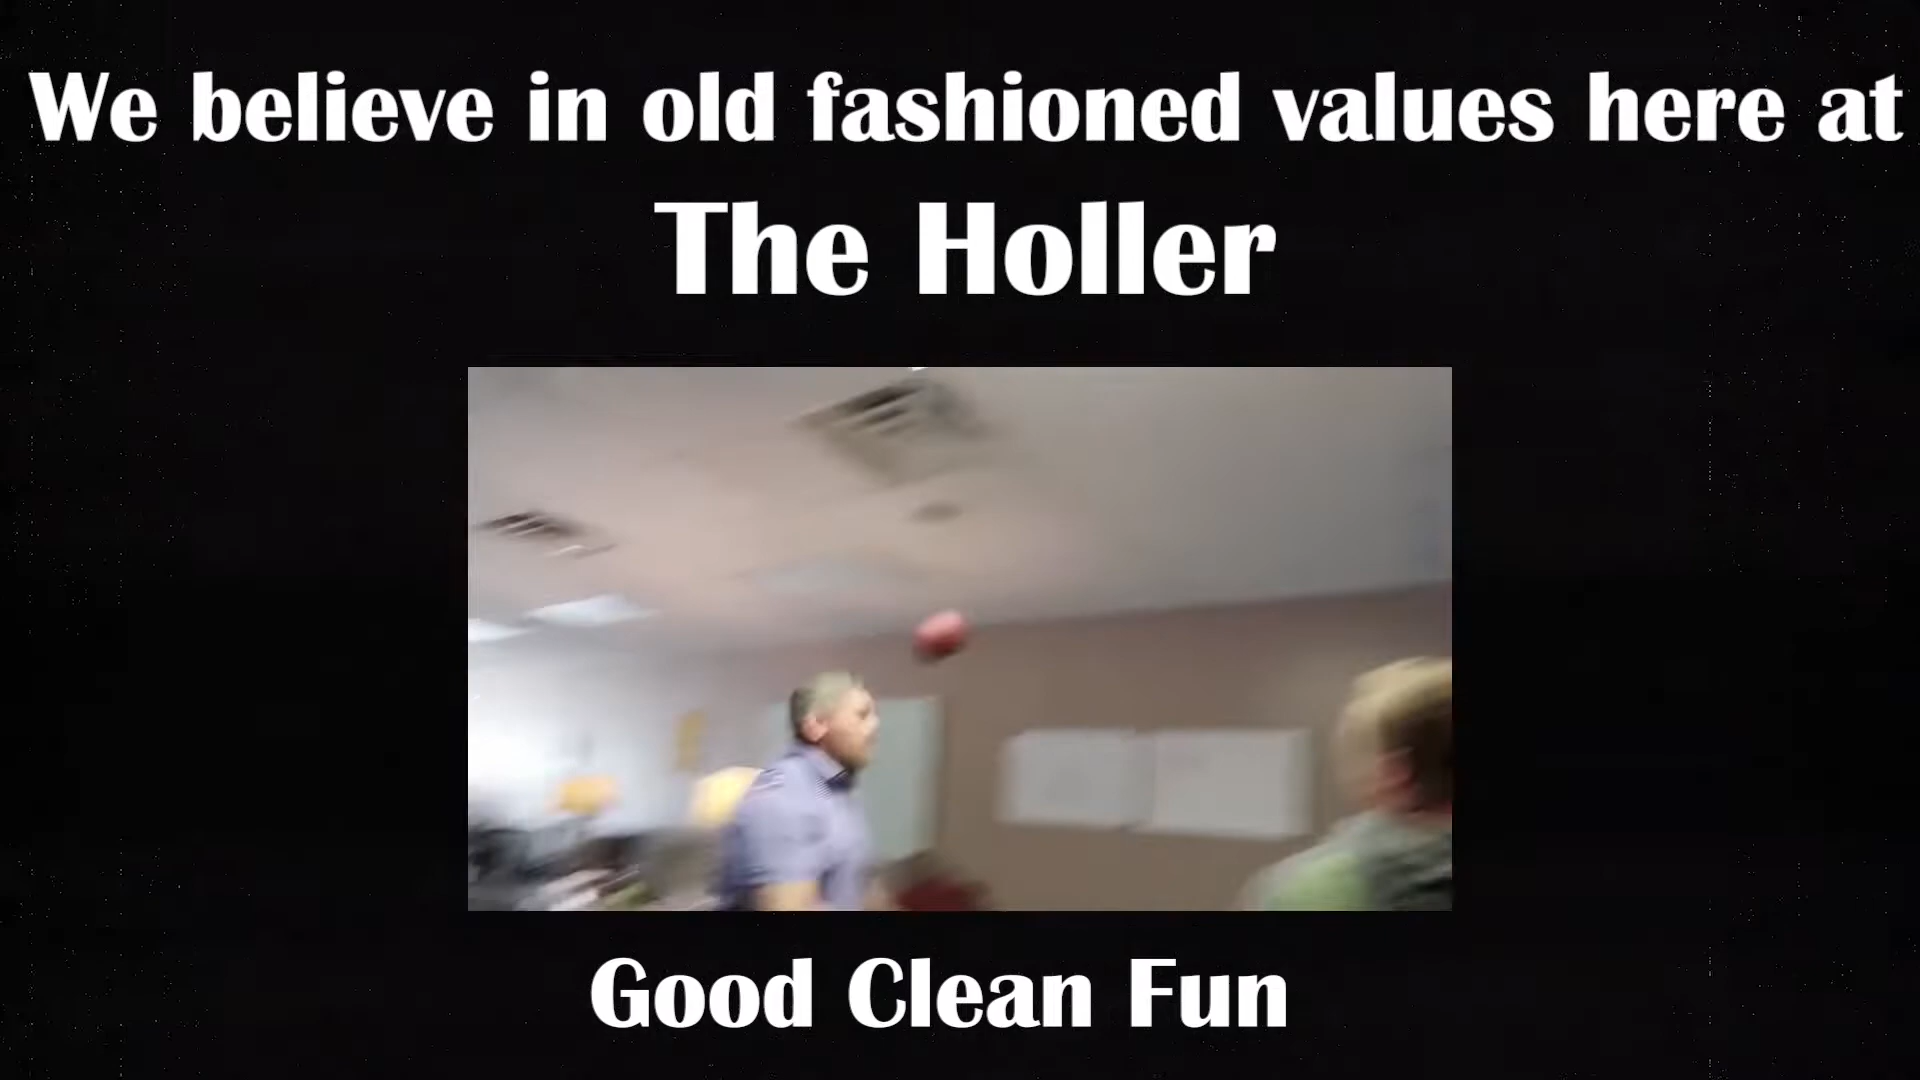 We believe in old fashioned values here at
The Holler
Good Clean Fun